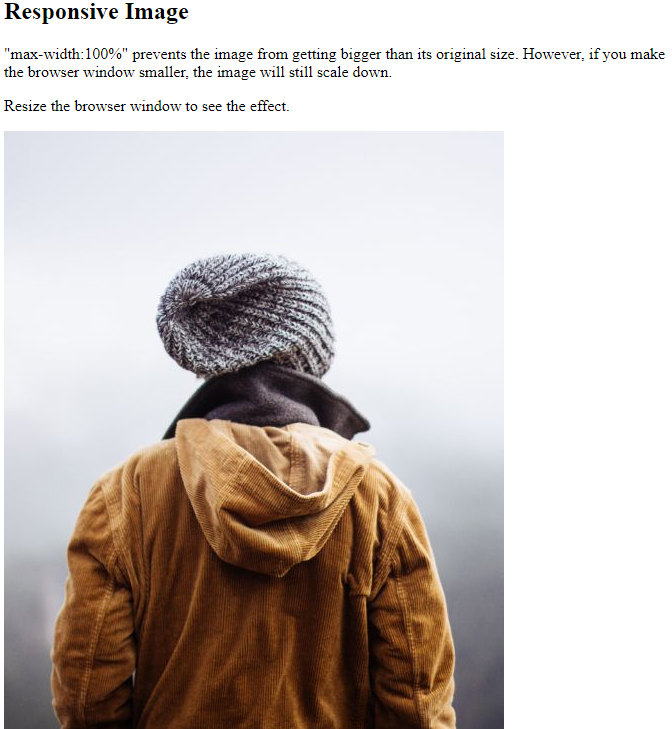 Responsive Image
"max-width:100%" prevents the image from getting bigger than its original size. However, if you make
the browser window smaller, the image will still scale down.
Resize the browser window to see the effect.